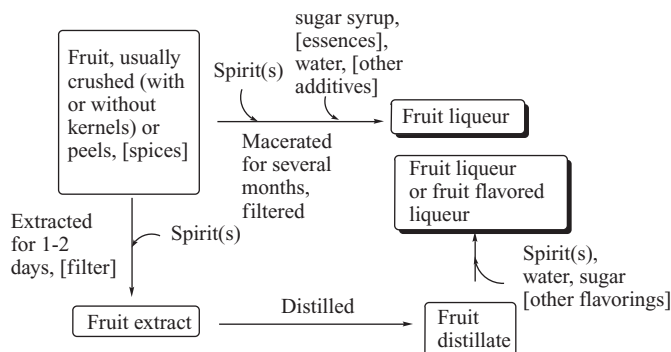 Fruit, usually
crushed (with
or without
kernels) or
peels, [spices]
Spirit(s)
sugar syrup,
[essences],
water, [other
additives]
Macerated
for several
months,
filtered
Fruit liqueur
Fruit liqueur
or fruit flavored
liqueur
Extracted
for 1-2
days, [filter]
Spirit(s)
Spirit(s),
water, sugar
[other flavorings]
Fruit extract
Distilled
Fruit
distillate